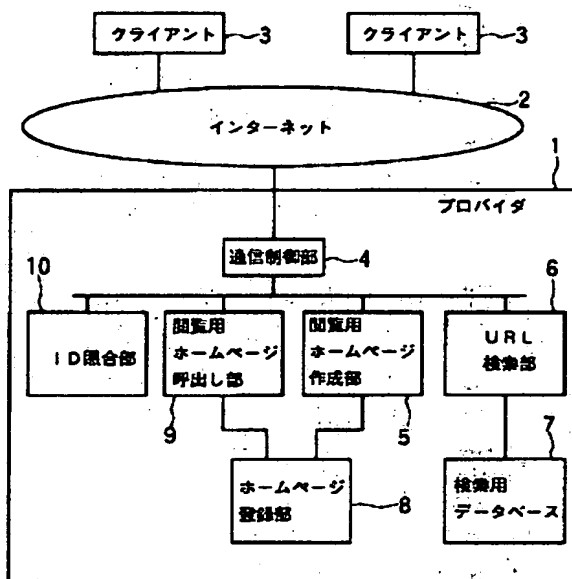 クライアント
3
クライアント
3
2
インターネット
1
プロバイダ
通信制御部
4
10
6
ID照合部
閲覧用
ホームページ
呼出し部
閲覧用
ホームページ
作成部
URL
検索部
9
5
7
ホームページ
登録部
8
検索用
データベース